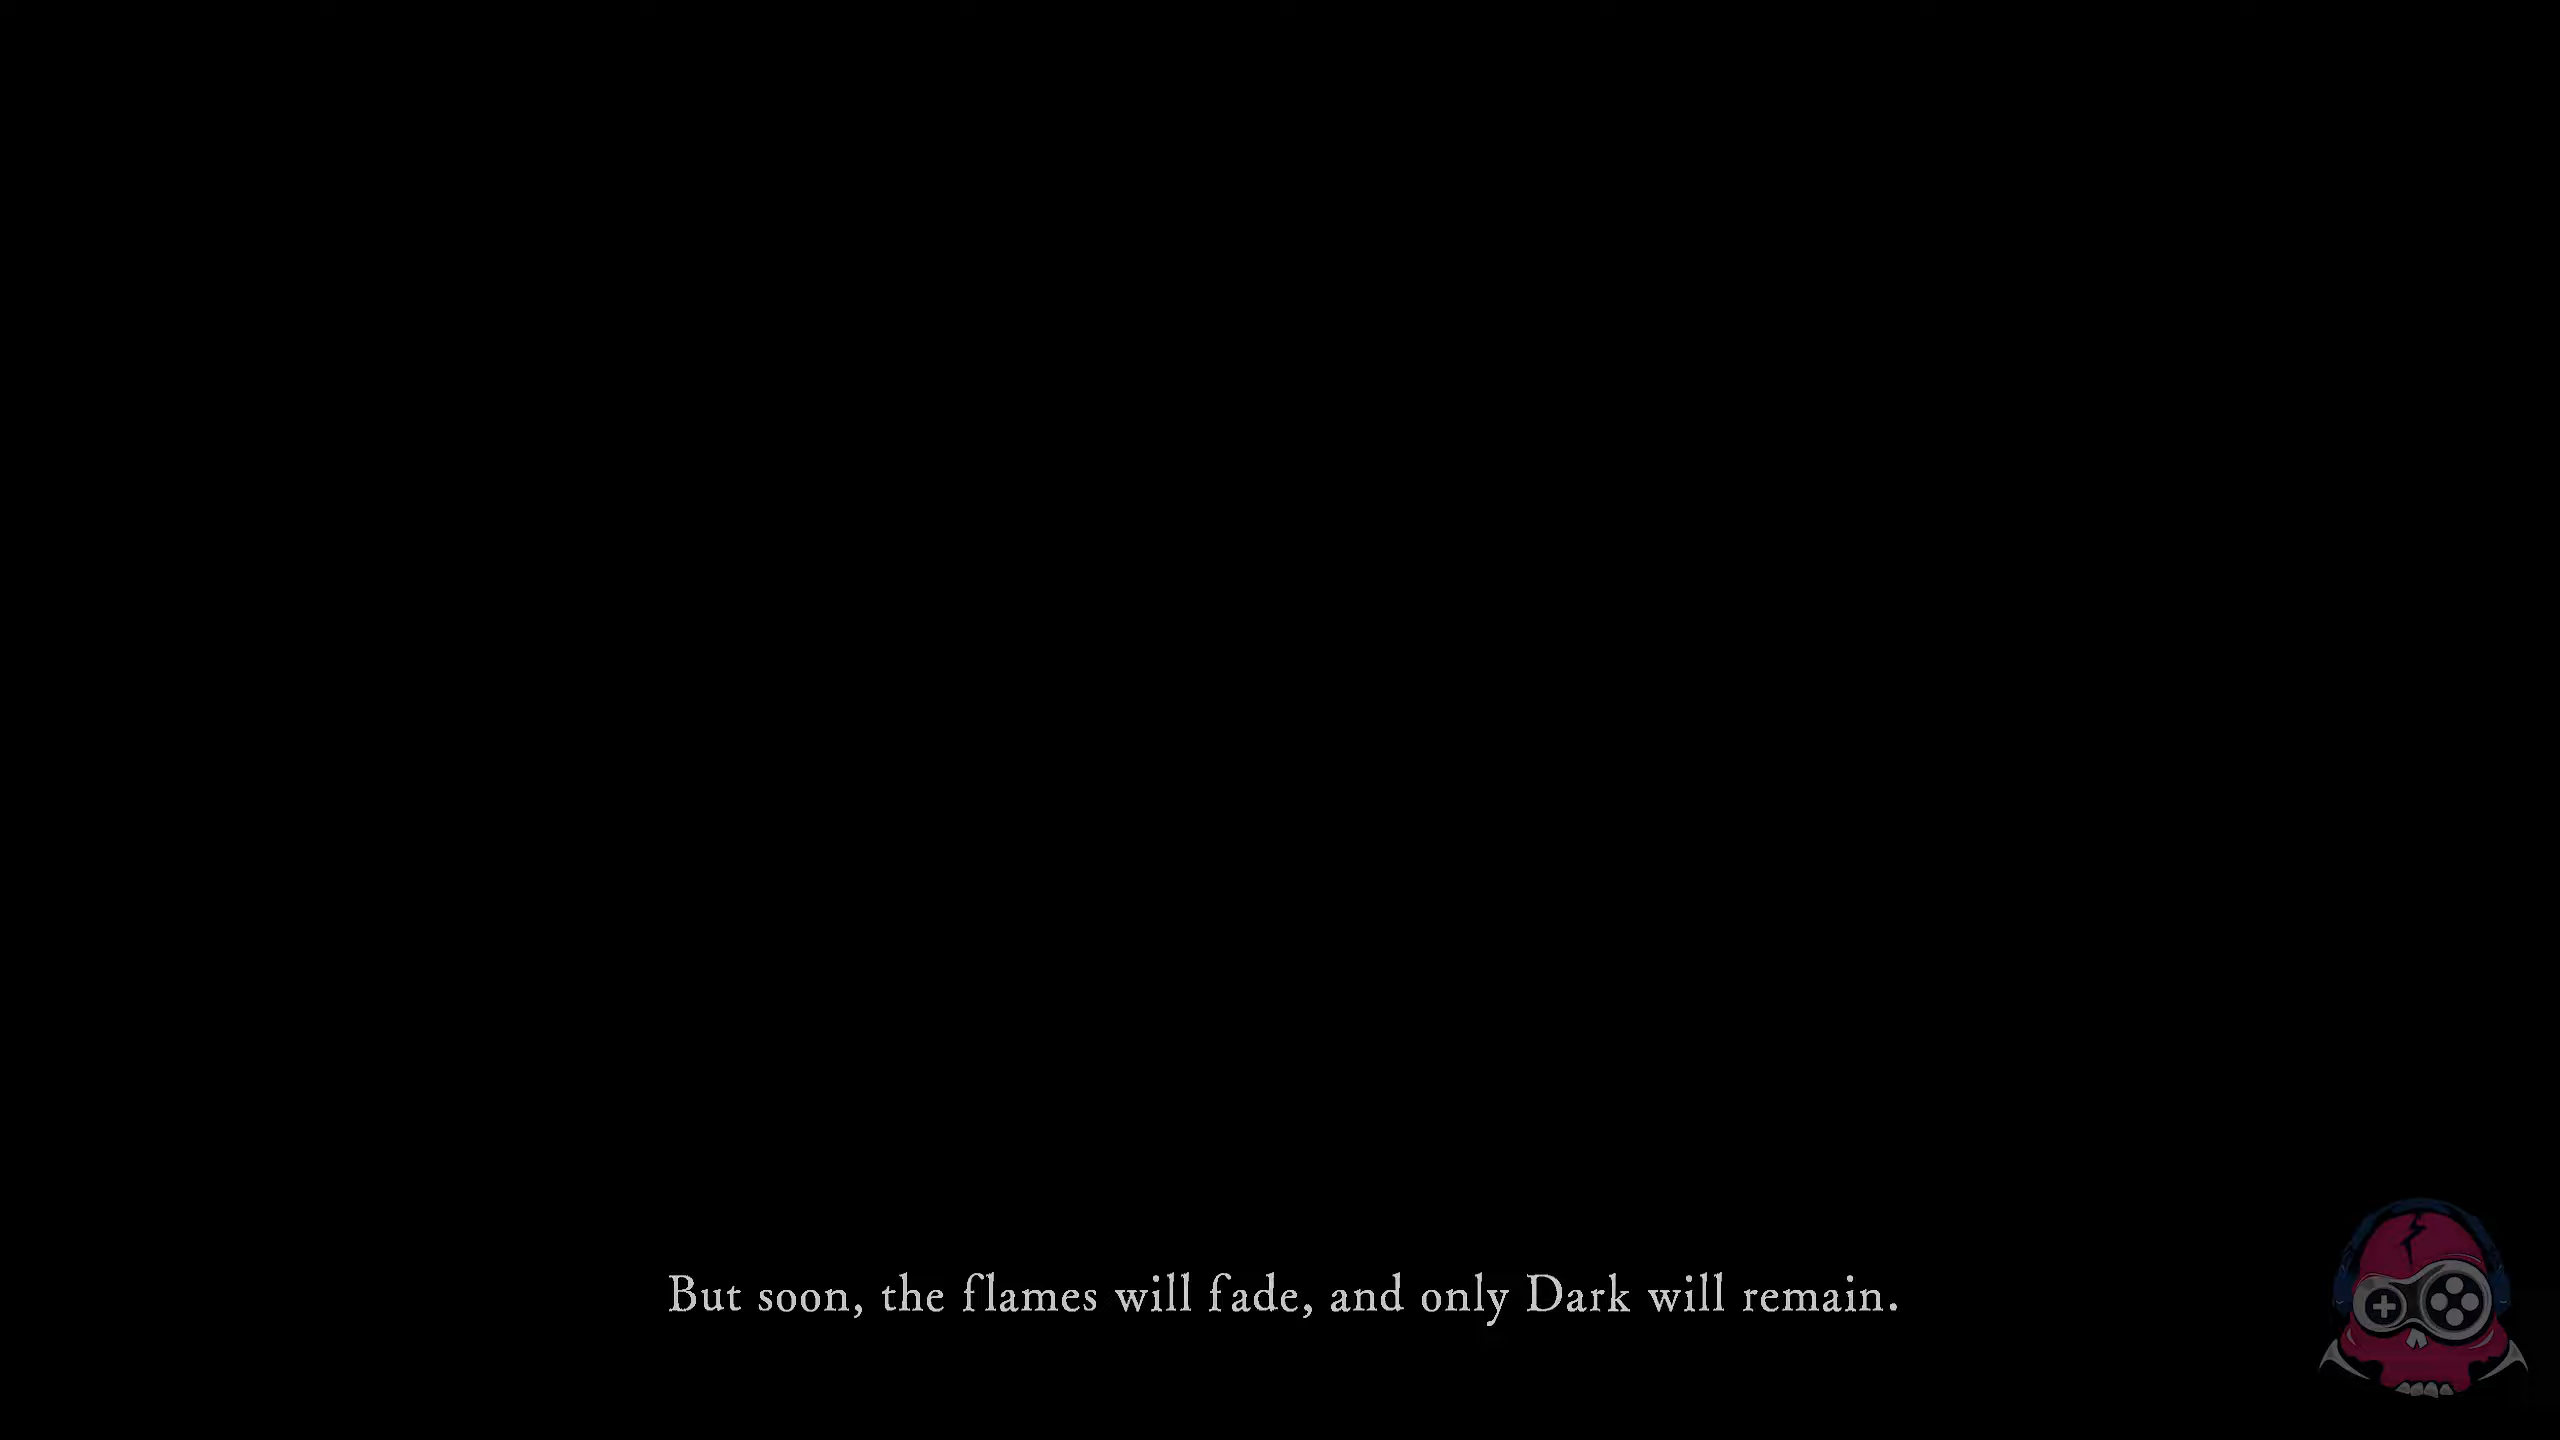 But soon, the flames will fade, and only Dark will remain.